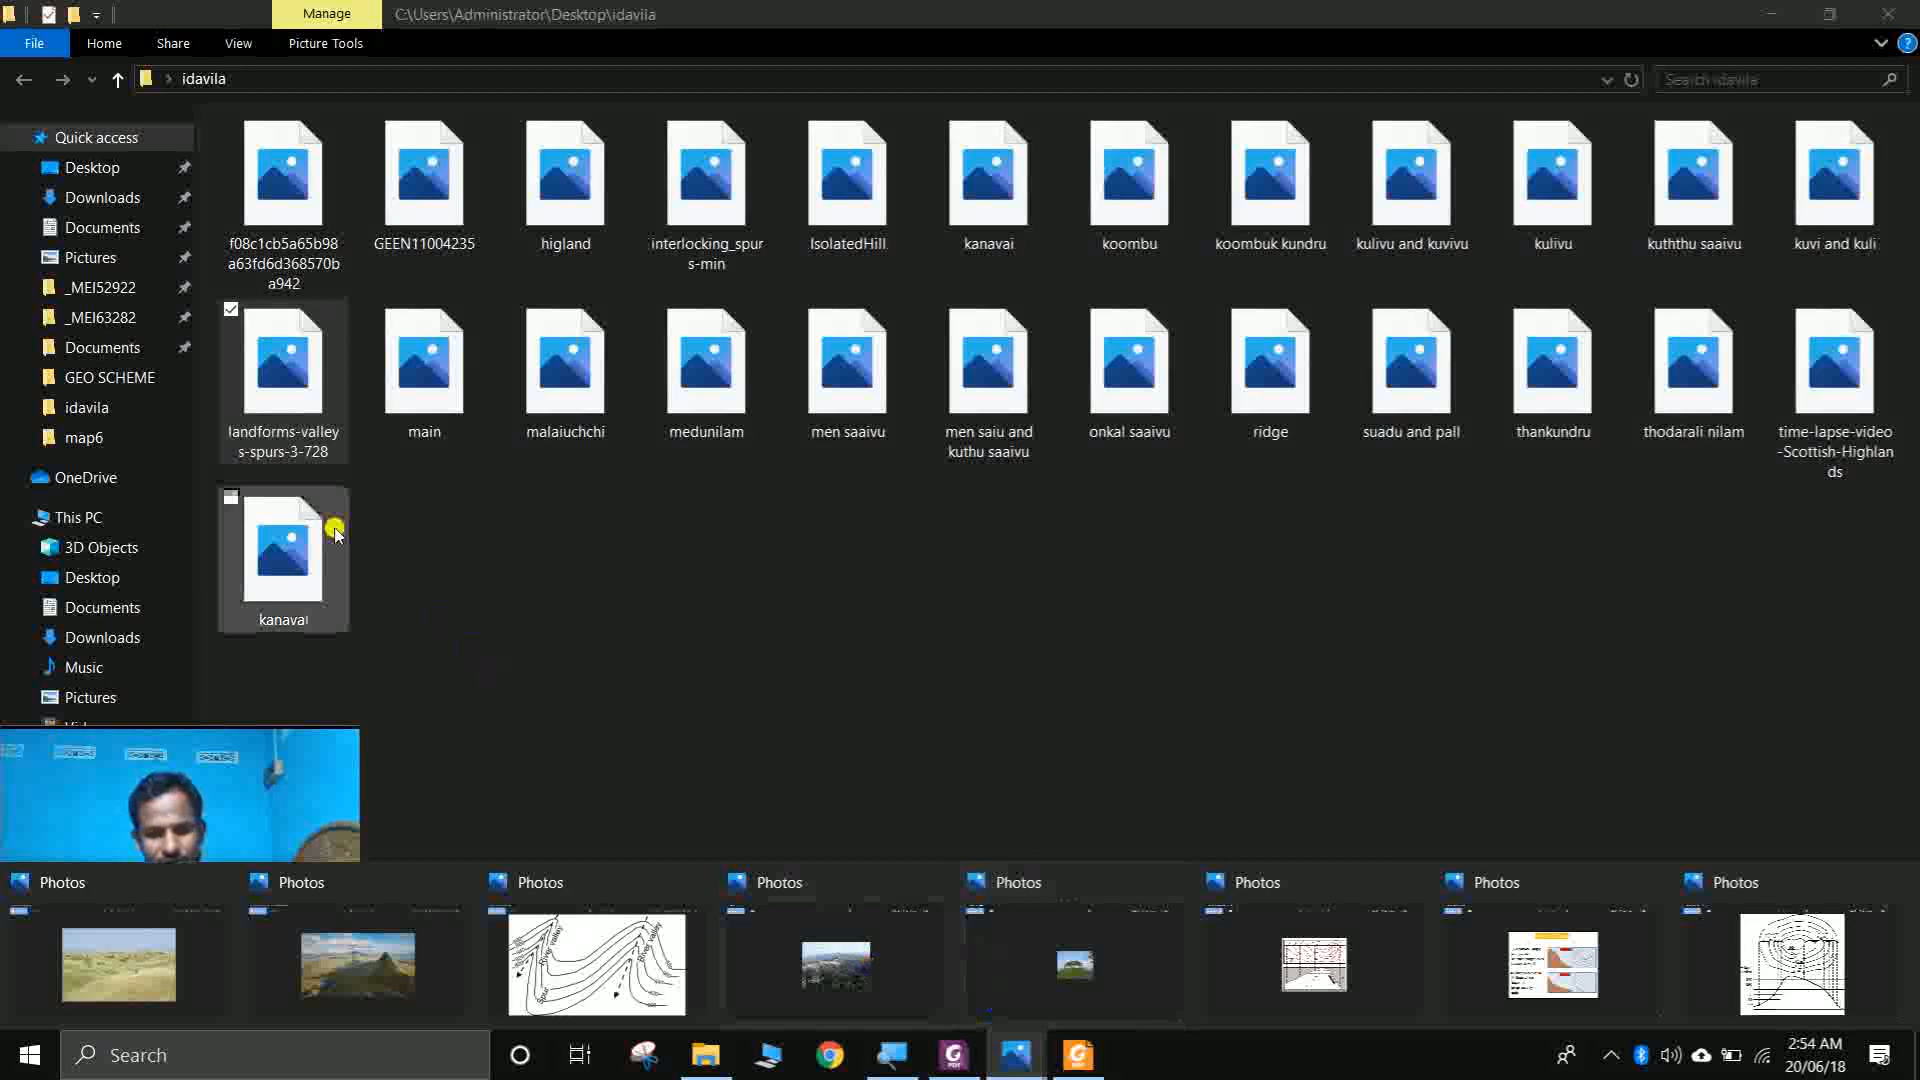 Manage
C:\Users\Administrator\Desktop\idavila
File
Home
Share
View
Picture Tools
idavila
Search idavila
Quick access
Desktop
Downloads
Documents
Pictures
_MEI52922
_MEI63282
Documents
GEO SCHEME
idavila
map6
OneDrive
This PC
3D Objects
Desktop
Documents
Downloads
Music
Pictures
f08c1cb5a65b98
a63fd6d368570b
a942
GEEN11004235
higland
interlocking_spur
s-min
IsolatedHill
kanavai
koombu
koombuk kundru
kulivu and kuvivu
kulivu
kuththu saaivu
kuvi and kuli
landforms-valley
s-spurs-3-728
main
malaiuchchi
medunilam
men saaivu
men saiu and
kuthu saaivu
onkal saaivu
ridge
suadu and pall
thankundru
thodarali nilam
time-lapse-video
-Scottish-Highlan
ds
kanavai
Photos
Photos
Photos
Photos
Photos
Photos
Photos
Photos
River valley
River valley
Spur
Search
2:54 AM
20/06/18